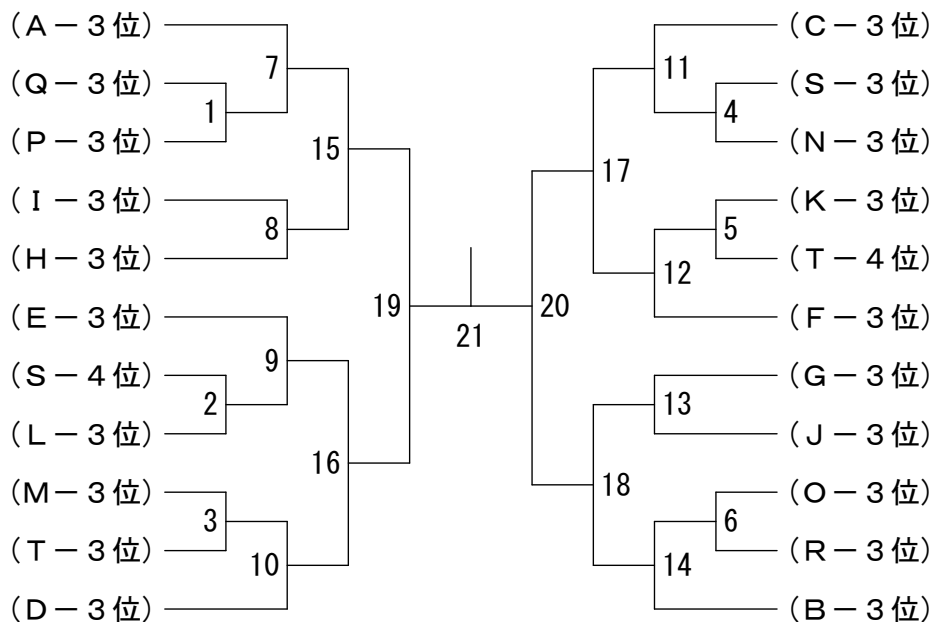 (A－3位)
(Q－3位)
(P－3位)
(I－3位)
(H－3位)
(E－3位)
(S－4位)
(L－3位)
(M－3位)
(T－3位)
(D－3位)
1
7
8
15
2
9
3
10
16
19
21
20
17
11
4
5
12
13
18
6
14
(C－3位)
(S－3位)
(N－3位)
(K－3位)
(T－4位)
(F－3位)
(G－3位)
(J－3位)
(O－3位)
(R－3位)
(B－3位)